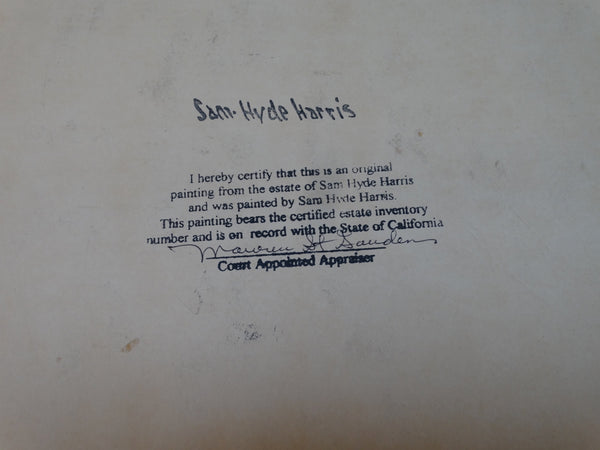 Sam Hyde Harris
I hereby certify that this is an original
painting from the estate of Sam Hyde Harris
and was painted by Sam Hyde Harris.
This painting bears the certified estate inventory
number and is on record with the State of California
Court Appointed Appraiser